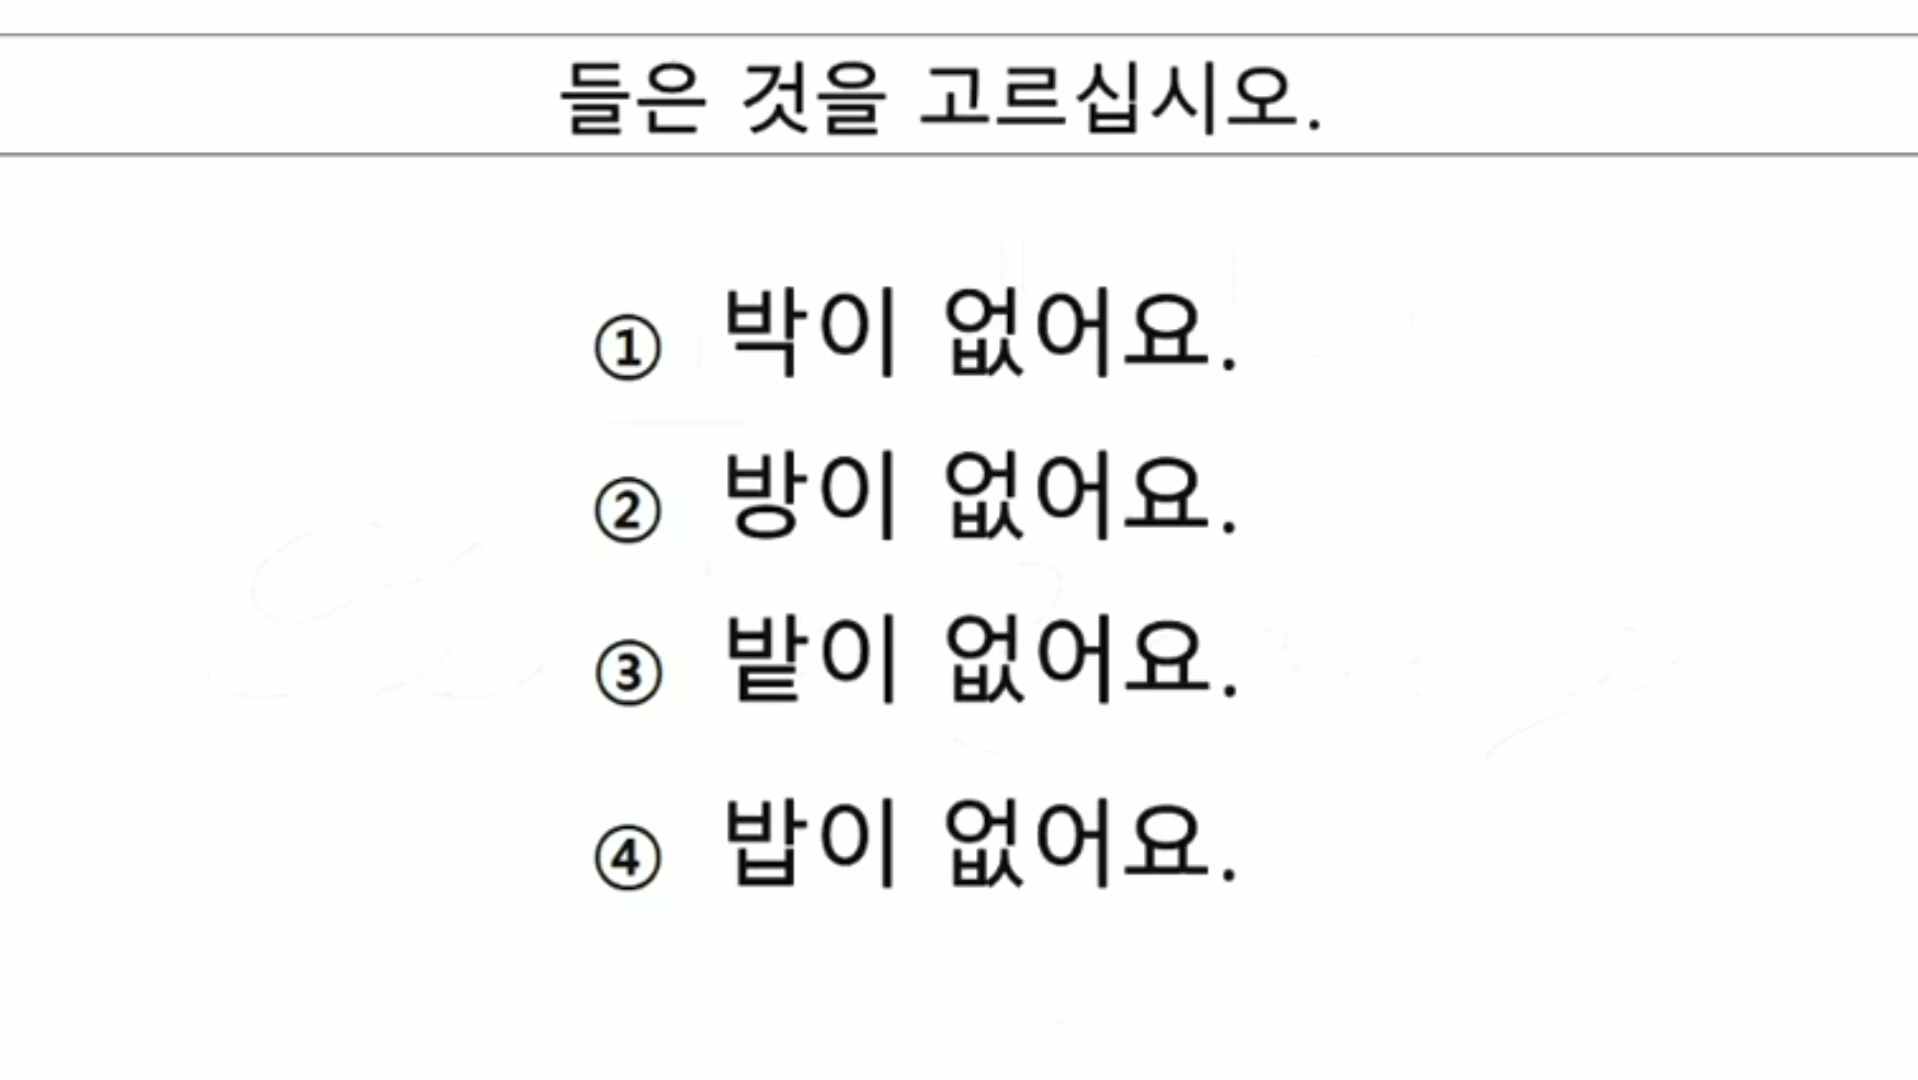 들은 것을 고르십시오.
① 박이 없어요.
② 방이 없어요.
③ 밭이 없어요.
④ 밥이 없어요.